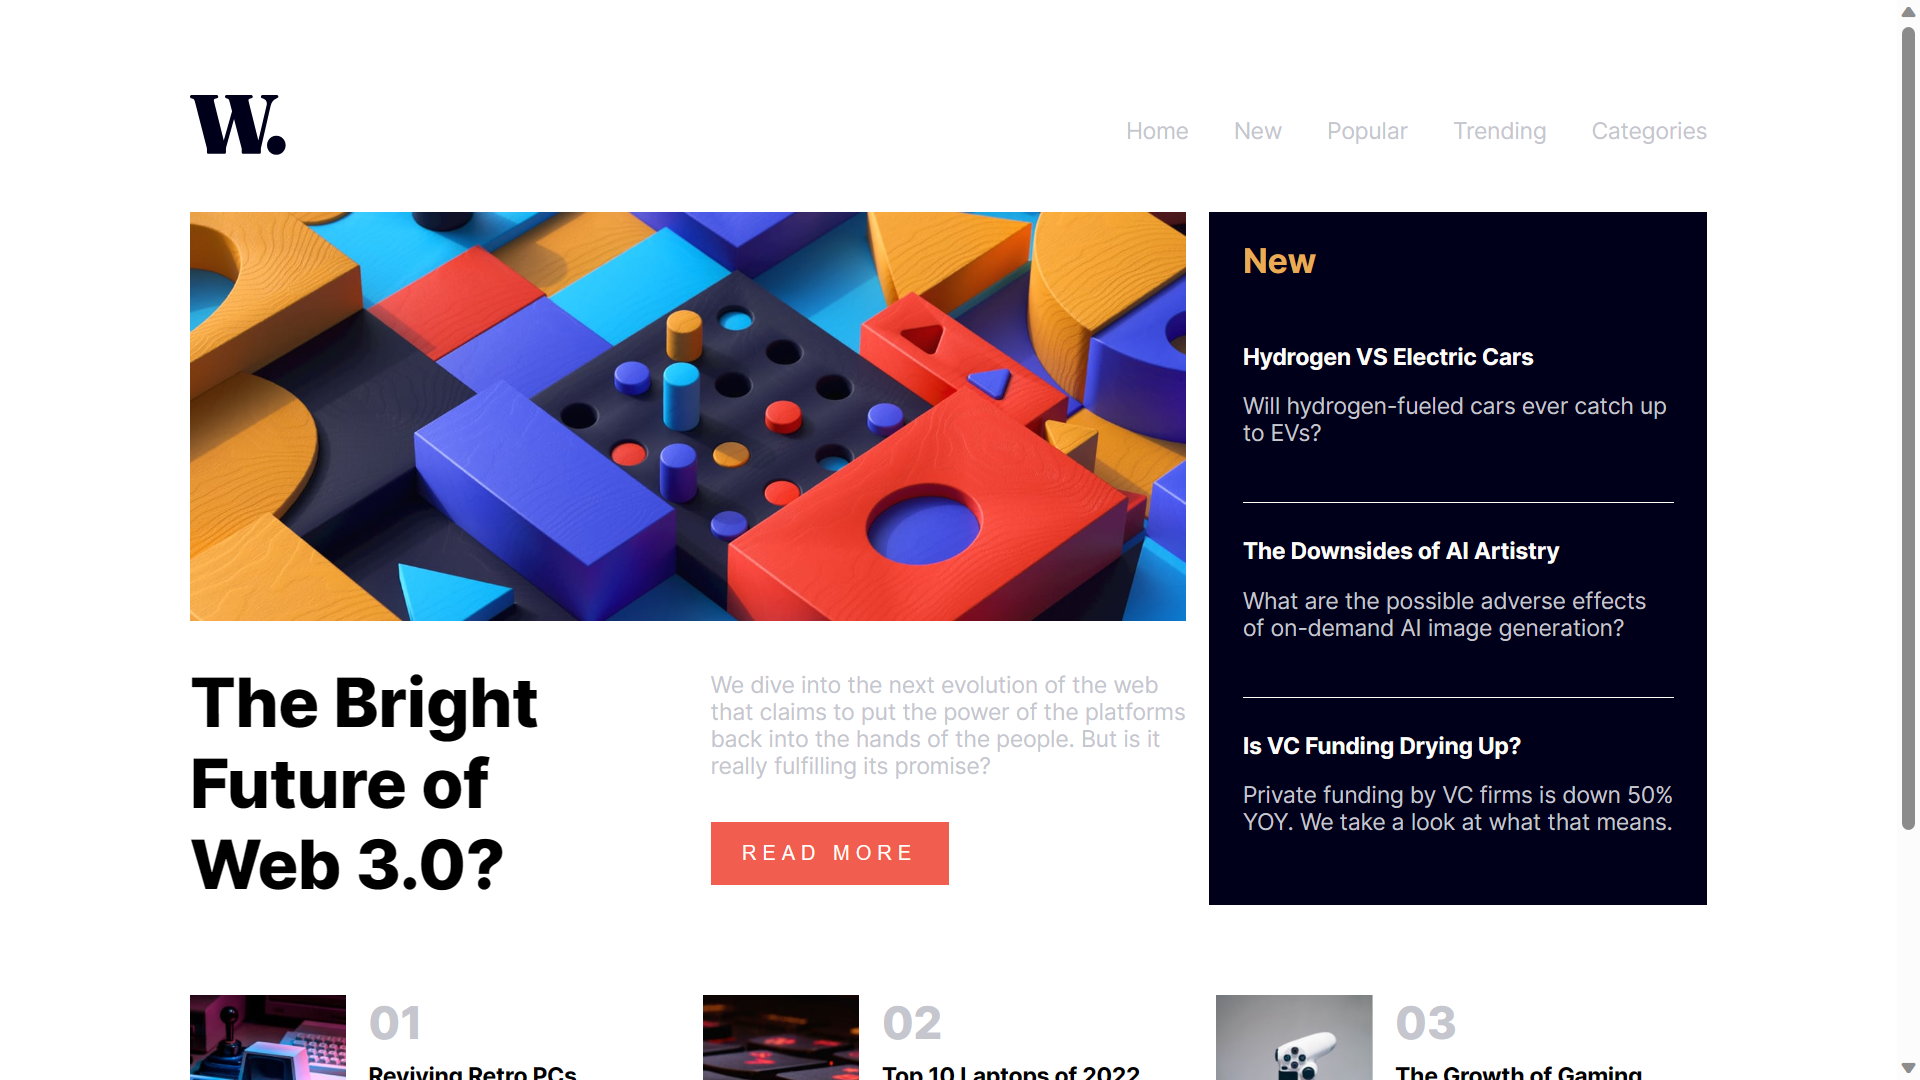 W.
Home New Popular Trending Categories
New
Hydrogen VS Electric Cars
Will hydrogen-fueled cars ever catch up
to EVs?
The Downsides of AI Artistry
What are the possible adverse effects
of on-demand AI image generation?
Is VC Funding Drying Up?
Private funding by VC firms is down 50%
YOY. We take a look at what that means.
The Bright
Future of
Web 3.0?
We dive into the next evolution of the web
that claims to put the power of the platforms
back into the hands of the people. But is it
really fulfilling its promise?
READ MORE
01
Reviving Retro PCs
02
Top 10 Laptops of 2022
03
The Growth of Gaming